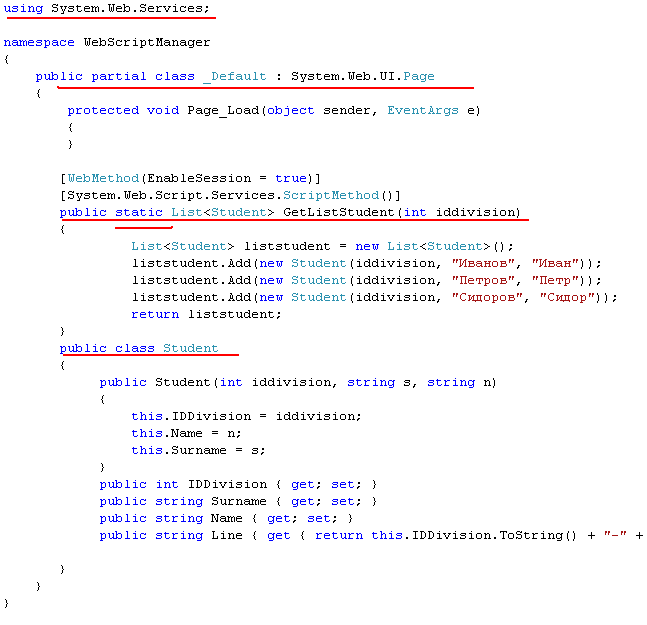 using System.Web.Services;
namespace WebScriptManager
{
public partial class _Default : System.Web.UI.Page
{
protected void Page_Load(object sender, EventArgs e)
{
}
[WebMethod(EnableSession = true)]
[System.Web.Script.Services.ScriptMethod()]
public static List<Student> GetListStudent(int iddivision)
{
List<Student> liststudent = new List<Student>();
liststudent.Add(new Student(iddivision, "Иванов", "Иван"));
liststudent.Add(new Student(iddivision, "Петров", "Петр"));
liststudent.Add(new Student(iddivision, "Сидоров", "Сидор"));
return liststudent;
}
public class Student
{
public Student(int iddivision, string s, string n)
{
this.IDDivision = iddivision;
this.Name = n;
this.Surname = s;
}
public int IDDivision { get; set; }
public string Surname { get; set; }
public string Name { get; set; }
public string Line { get { return this.IDDivision.ToString() + "-" +
}
}
}